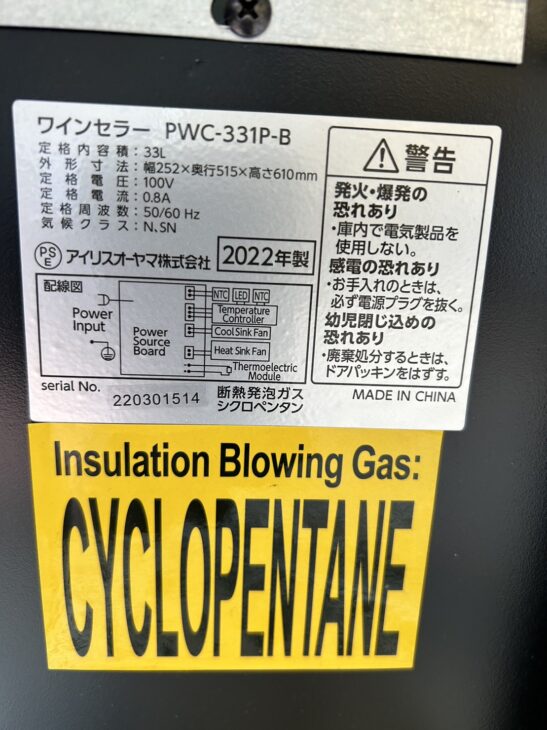 ワインセラー PWC-331P-B
定格内容積：33L
外形寸法：幅252×奥行515×高さ610mm
定格電圧：100V
定格電流：0.8A
定格周波数：50/60 Hz
気候クラス：N、SN
PSE アイリスオーヤマ株式会社 2022年製
配線図
Power Input
Power Source Board
NTC LED NTC
Temperature Controller
Cool Sink Fan
Heat Sink Fan
Thermoelectric Module
serial No. 220301514
断熱発泡ガス
シクロペンタン
警告
発火・爆発の
恐れあり
・庫内で電気製品を
使用しない。
感電の恐れあり
・お手入れのときは、
必ず電源プラグを抜く。
幼児閉じ込めの
恐れあり
・廃棄処分するときは、
ドアパッキンをはずす。
MADE IN CHINA
Insulation Blowing Gas:
CYCLOPENTANE